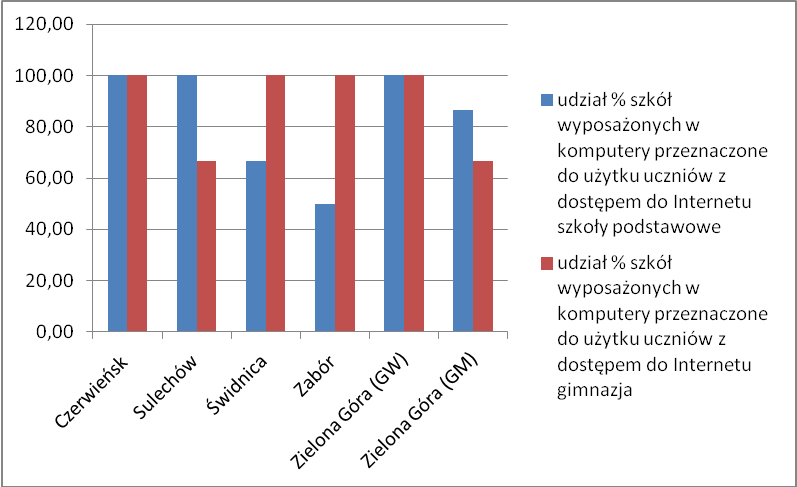 120,00
100,00
80,00
60,00
40,00
20,00
0,00
Czerwieńsk
Sulechów
Świdnica
Zabór
Zielona Góra (GW)
Zielona Góra (GM)
udział % szkół
wyposażonych w
komputery przeznaczone
do użytku uczniów z
dostępem do Internetu
szkoły podstawowe
udział % szkół
wyposażonych w
komputery przeznaczone
do użytku uczniów z
dostępem do Internetu
gimnazja